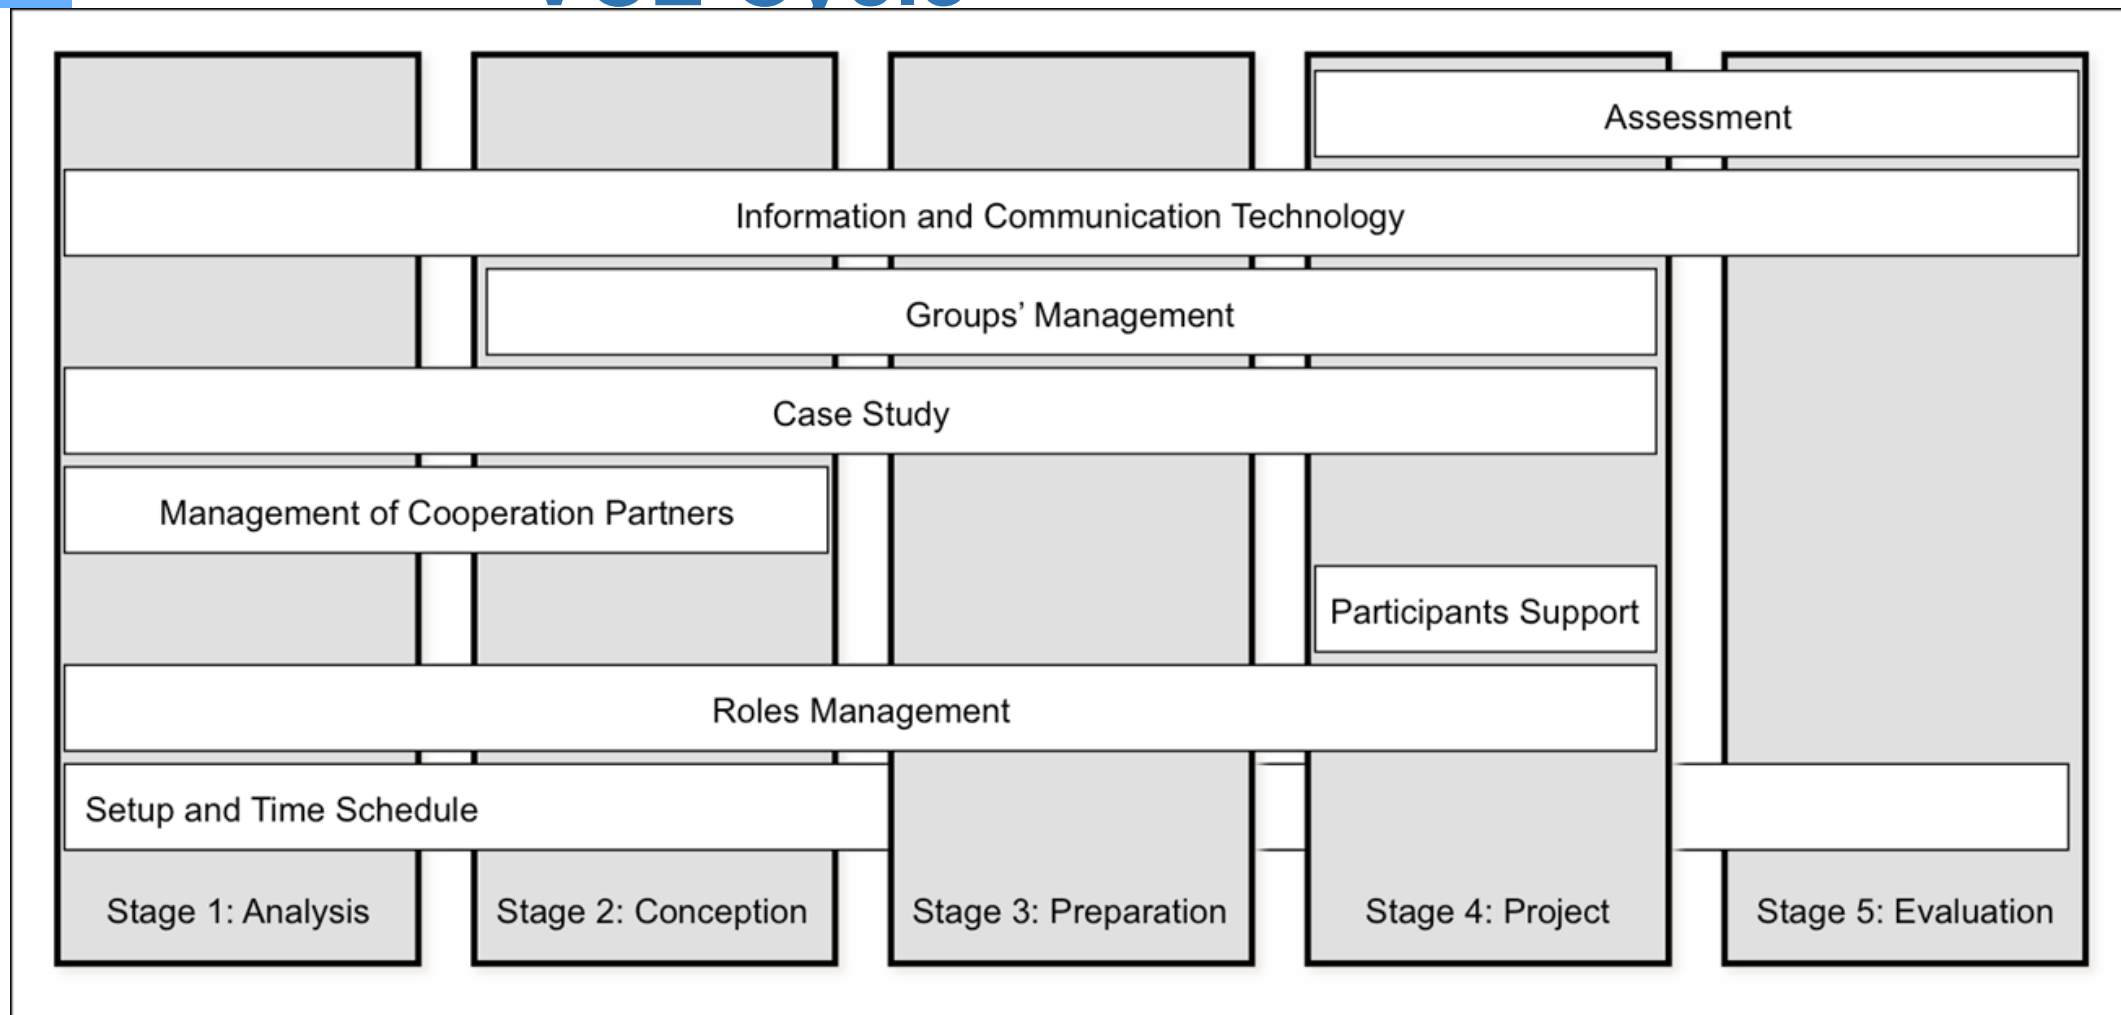 Assessment
Information and Communication Technology
Groups’ Management
Case Study
Management of Cooperation Partners
Participants Support
Roles Management
Setup and Time Schedule
Stage 1: Analysis
Stage 2: Conception
Stage 3: Preparation
Stage 4: Project
Stage 5: Evaluation